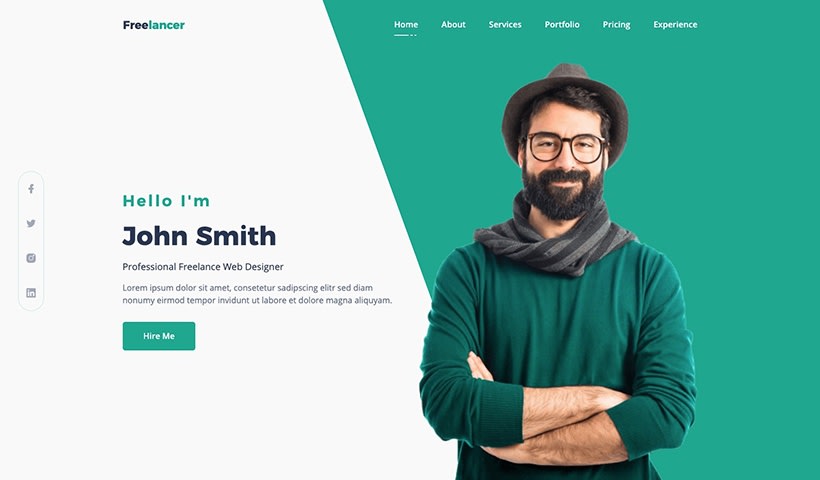 Freelancer
Home About Services Portfolio Pricing Experience
Hello I'm
John Smith
Professional Freelance Web Designer
Lorem ipsum dolor sit amet, consetetur sadipscing elitr sed diam
nonumy eirmod tempor invidunt ut labore et dolore magna aliquyam.
Hire Me